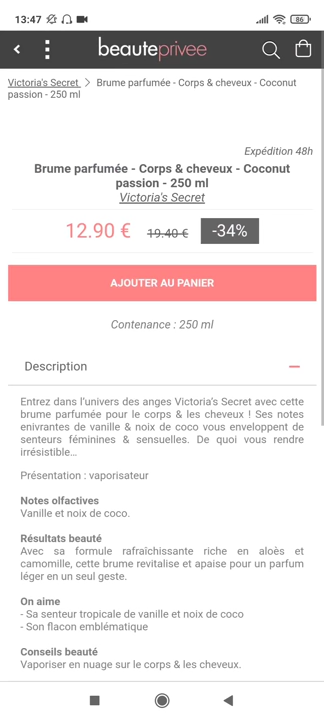 13:47 86
beauteprivee
Victoria's Secret > Brume parfumée - Corps & cheveux - Coconut
passion - 250 ml
Expédition 48h
Brume parfumée - Corps & cheveux - Coconut
passion - 250 ml
Victoria's Secret
12.90 € 19.40 € -34%
AJOUTER AU PANIER
Contenance : 250 ml
Description
Entrez dans l'univers des anges Victoria's Secret avec cette
brume parfumée pour le corps & les cheveux ! Ses notes
enivrantes de vanille & noix de coco vous enveloppent de
senteurs féminines & sensuelles. De quoi vous rendre
irrésistible...
Présentation : vaporisateur
Notes olfactives
Vanille et noix de coco.
Résultats beauté
Avec sa formule rafraîchissante riche en aloès et
camomille, cette brume revitalise et apaise pour un parfum
léger en un seul geste.
On aime
- Sa senteur tropicale de vanille et noix de coco
- Son flacon emblématique
Conseils beauté
Vaporiser en nuage sur le corps & les cheveux.